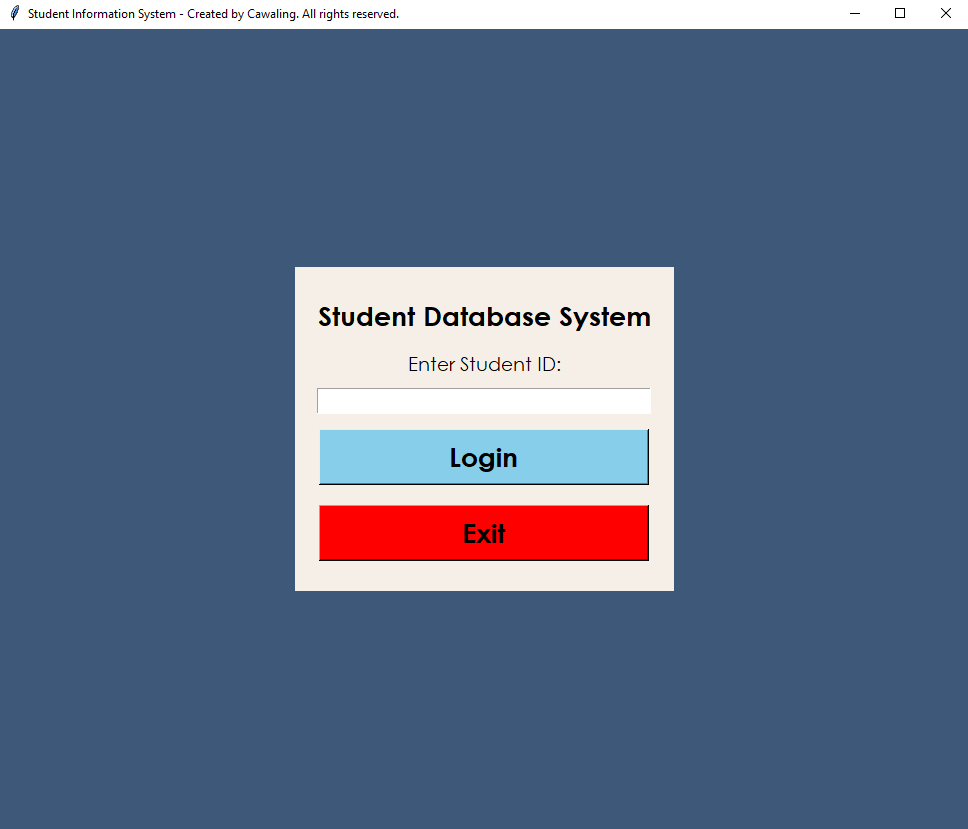 Student Information System - Created by Cawaling. All rights reserved.
Student Database System
Enter Student ID:
Login
Exit